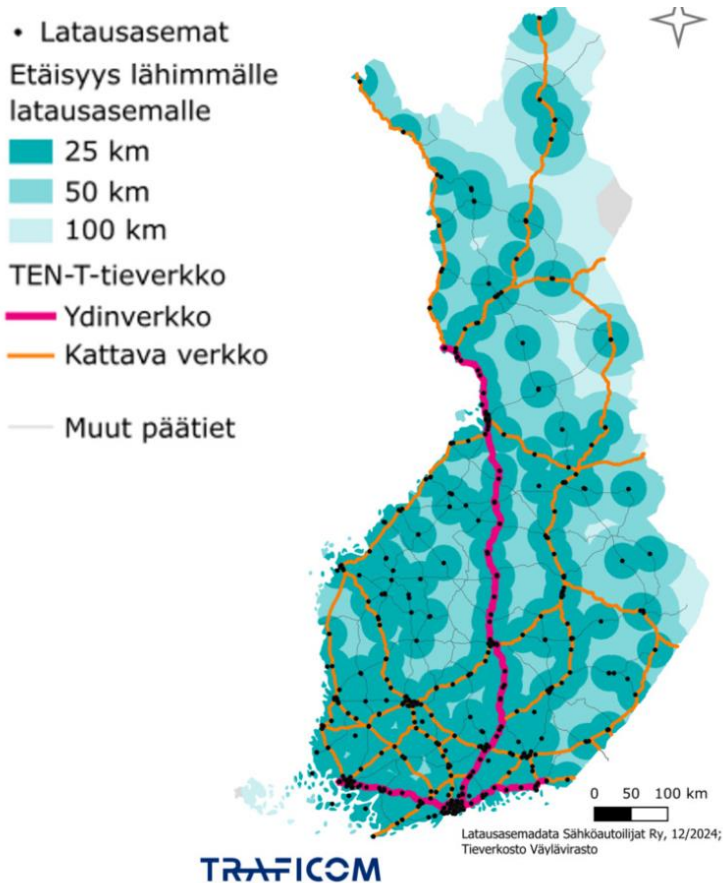 Latausasemat
Etäisyys lähimmälle
latausasemalle
25 km
50 km
100 km
TEN-T-tieverkko
Ydinverkko
Kattava verkko
Muut päätiet
0 50 100 km
Latausasemadata Sähköautoilijat Ry, 12/2024;
Tieverkosto Väylävirasto
TRAFICOM